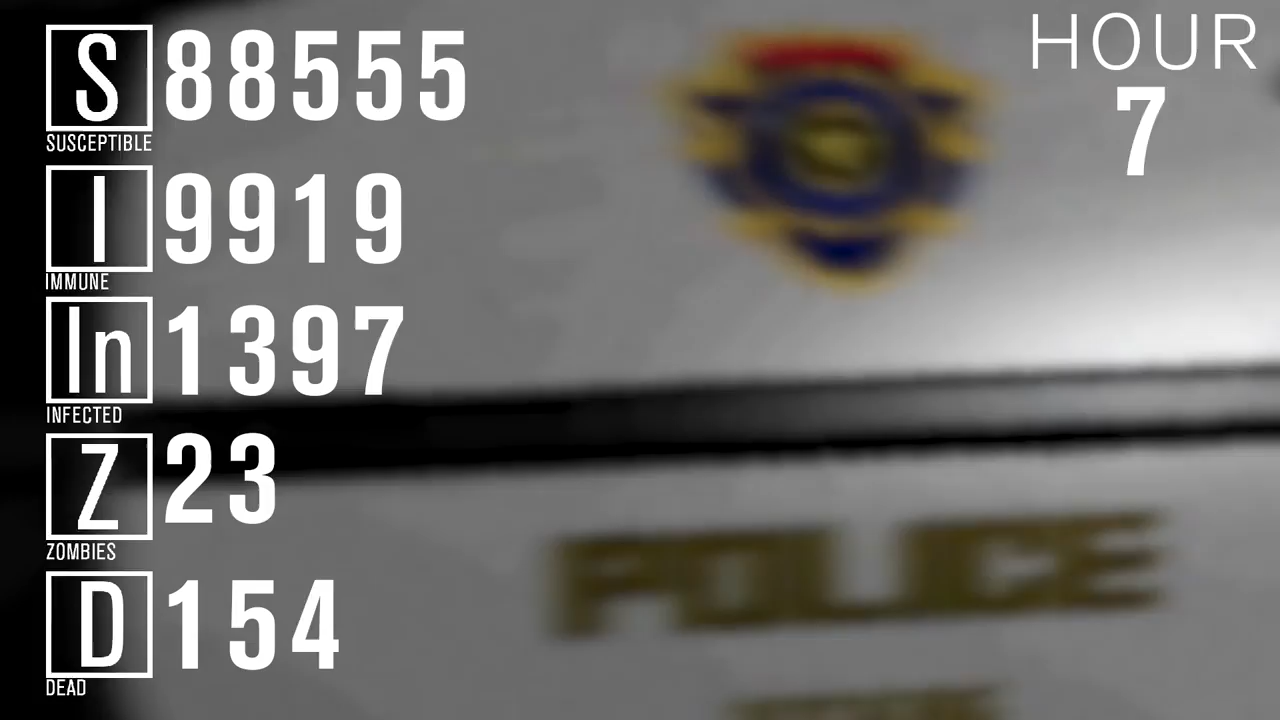 S 88555
SUSCEPTIBLE
I 9919
IMMUNE
In 1397
INFECTED
Z 23
ZOMBIES
D 154
DEAD
HOUR
7
POLICE